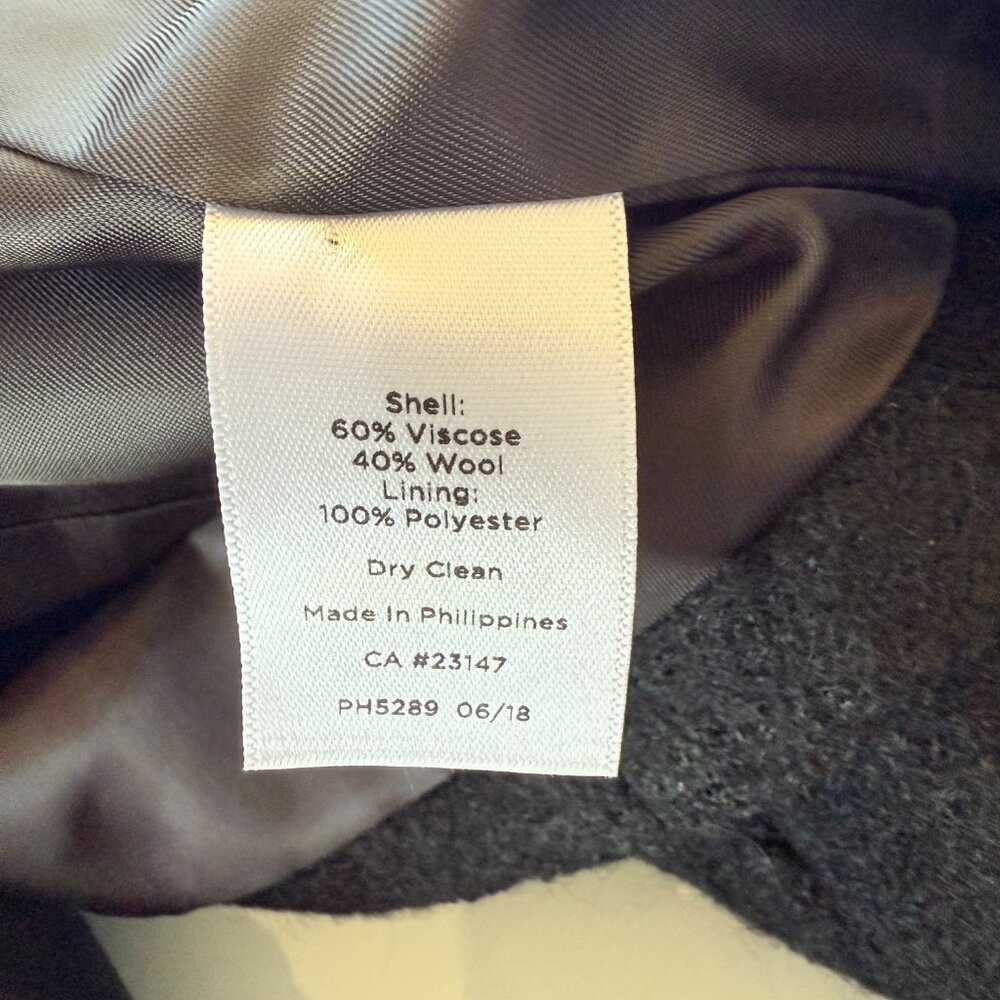 Shell:
60% Viscose
40% Wool
Lining:
100% Polyester
Dry Clean
Made In Philippines
CA #23147
PH5289 06/18